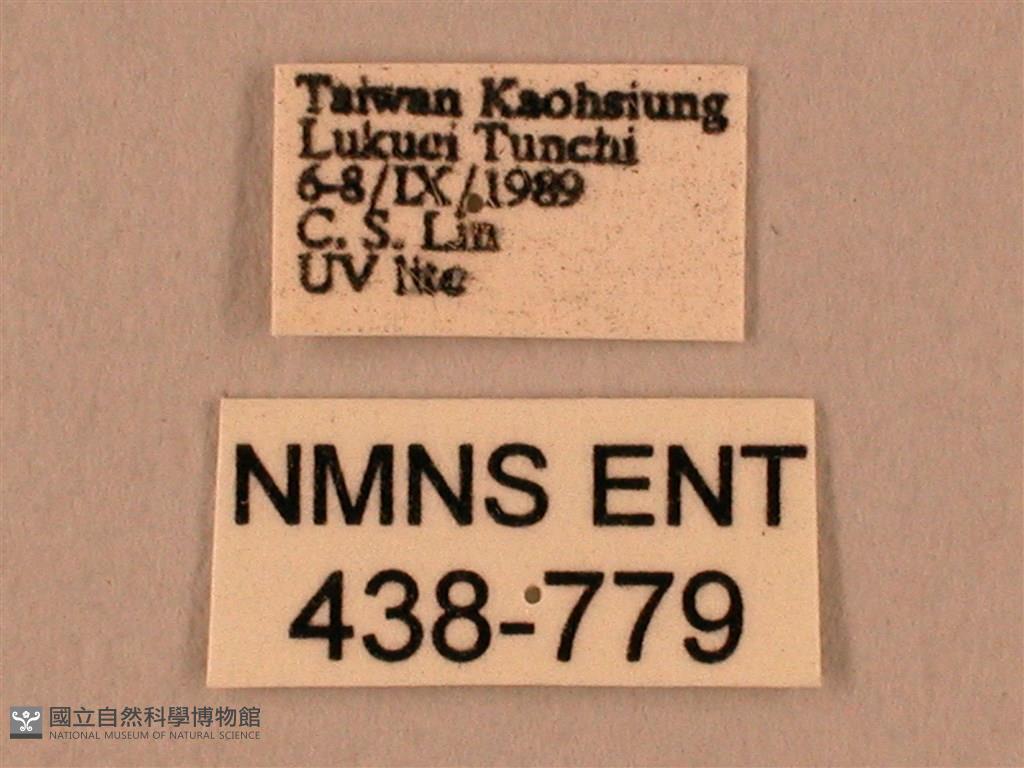 Taiwan Kaohsiung
Lukuei Tunchi
6-8/IX/1989
C. S. Lin
UV lite
NMNS ENT
438-779
國立自然科學博物館
NATIONAL MUSEUM OF NATURAL SCIENCE